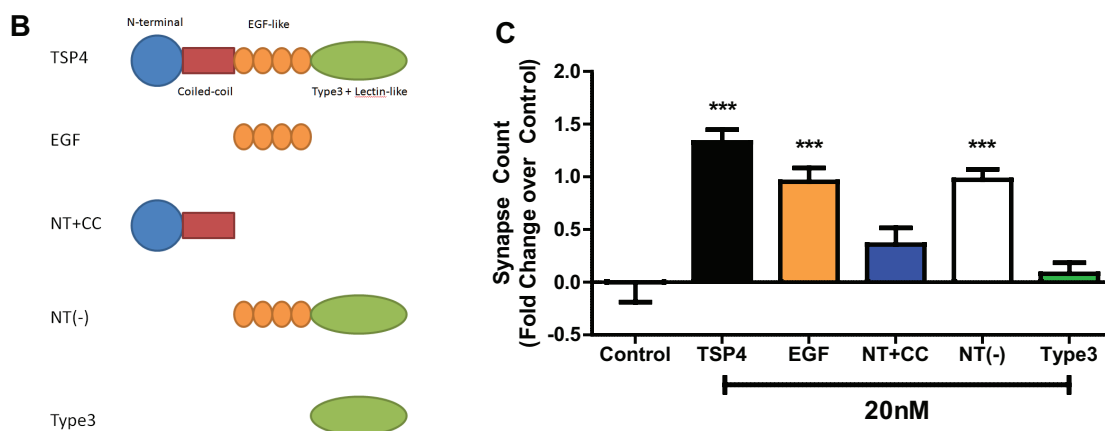 B
N-terminal
EGF-like
TSP4
Coiled-coil
Type3 + Lectin-like
EGF
NT+CC
NT(-)
Type3
C
Synapse Count
(Fold Change over Control)
2.0
1.5
1.0
0.5
0.0
-0.5
***
***
***
Control TSP4 EGF NT+CC NT(-) Type3
20nM